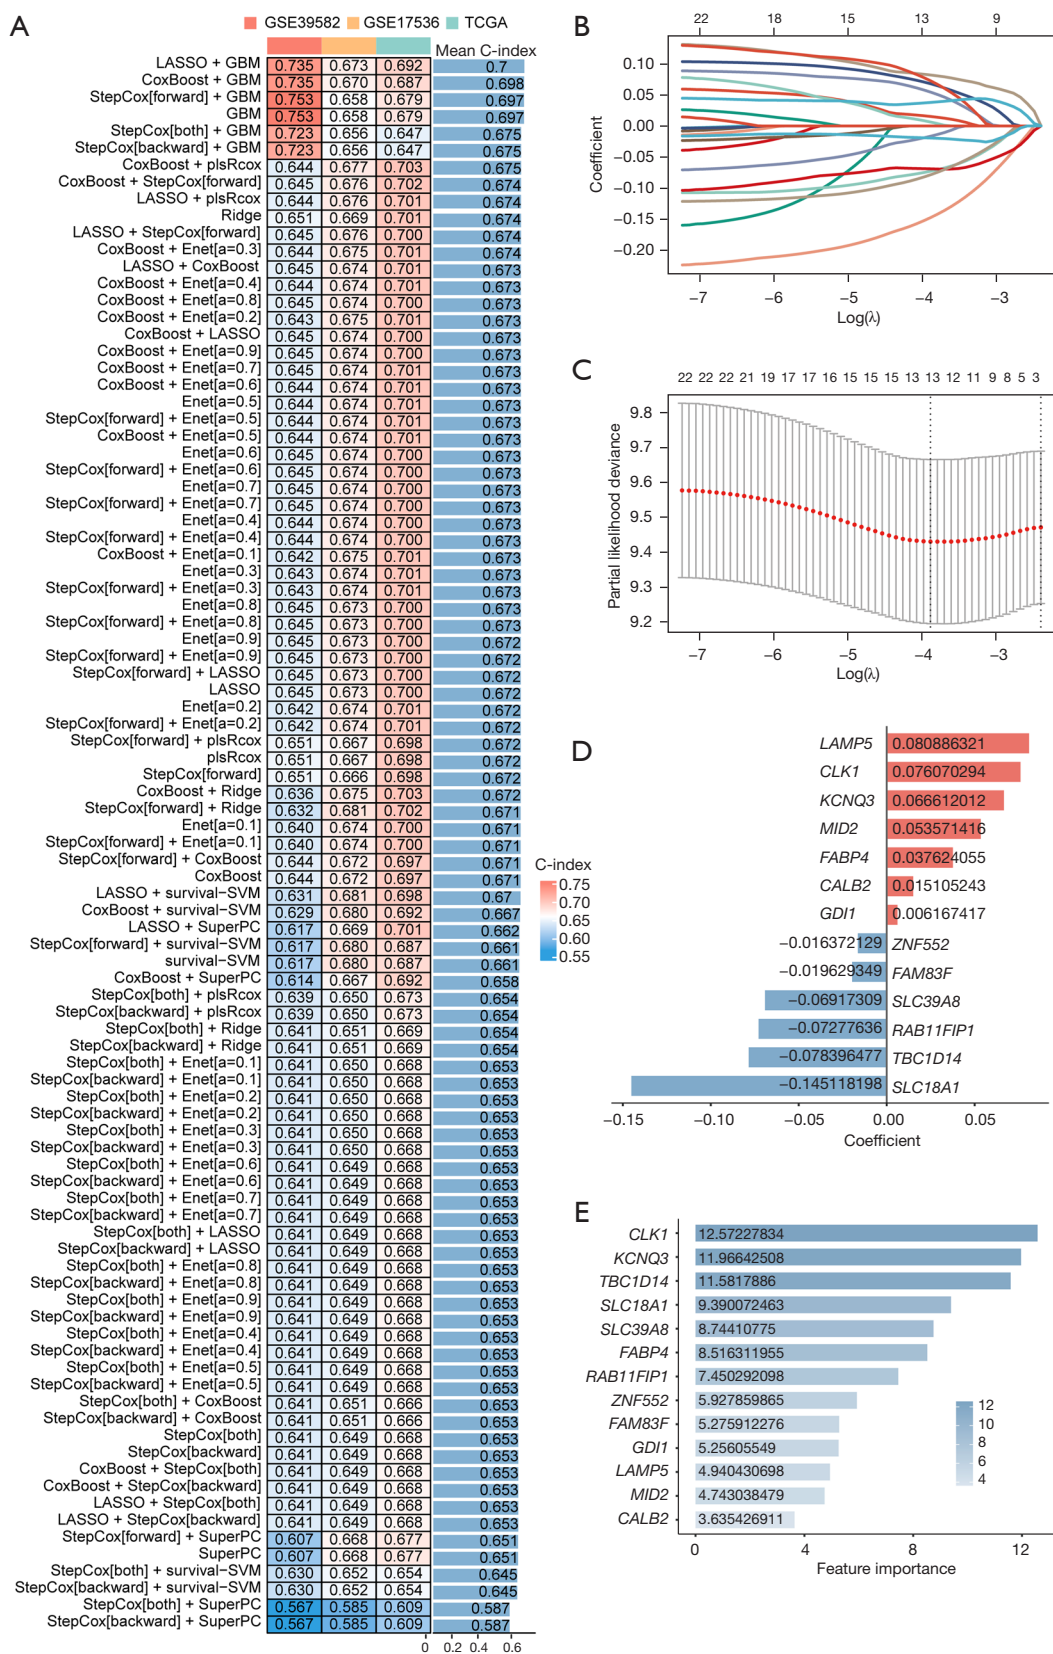 A
GSE39582 GSE17536 TCGA
Mean C-index
LASSO + GBM 0.735 0.673 0.692 0.7
CoxBoost + GBM 0.735 0.670 0.687 0.698
StepCox[forward] + GBM 0.753 0.658 0.679 0.697
GBM 0.753 0.658 0.679 0.697
StepCox[both] + GBM 0.723 0.656 0.647 0.675
StepCox[backward] + GBM 0.723 0.656 0.647 0.675
CoxBoost + plsRcox 0.644 0.677 0.703 0.675
CoxBoost + StepCox[forward] 0.645 0.676 0.702 0.674
LASSO + plsRcox 0.644 0.676 0.701 0.674
Ridge 0.651 0.669 0.701 0.674
LASSO + StepCox[forward] 0.645 0.676 0.700 0.674
CoxBoost + Enet[a=0.3] 0.644 0.675 0.701 0.674
LASSO + CoxBoost 0.645 0.674 0.701 0.673
CoxBoost + Enet[a=0.4] 0.644 0.674 0.701 0.673
CoxBoost + Enet[a=0.8] 0.645 0.674 0.700 0.673
CoxBoost + Enet[a=0.2] 0.643 0.675 0.701 0.673
CoxBoost + LASSO 0.645 0.674 0.700 0.673
CoxBoost + Enet[a=0.9] 0.645 0.674 0.700 0.673
CoxBoost + Enet[a=0.7] 0.645 0.674 0.701 0.673
CoxBoost + Enet[a=0.6] 0.644 0.674 0.701 0.673
Enet[a=0.5] 0.644 0.674 0.701 0.673
StepCox[forward] + Enet[a=0.5] 0.644 0.674 0.701 0.673
CoxBoost + Enet[a=0.5] 0.644 0.674 0.701 0.673
Enet[a=0.6] 0.645 0.674 0.700 0.673
StepCox[forward] + Enet[a=0.6] 0.645 0.674 0.700 0.673
Enet[a=0.7] 0.645 0.674 0.700 0.673
StepCox[forward] + Enet[a=0.7] 0.645 0.674 0.700 0.673
Enet[a=0.4] 0.644 0.674 0.700 0.673
StepCox[forward] + Enet[a=0.4] 0.644 0.674 0.700 0.673
CoxBoost + Enet[a=0.1] 0.642 0.675 0.701 0.673
Enet[a=0.3] 0.643 0.674 0.701 0.673
StepCox[forward] + Enet[a=0.3] 0.643 0.674 0.701 0.673
Enet[a=0.8] 0.645 0.673 0.700 0.673
StepCox[forward] + Enet[a=0.8] 0.645 0.673 0.700 0.673
Enet[a=0.9] 0.645 0.673 0.700 0.672
StepCox[forward] + Enet[a=0.9] 0.645 0.673 0.700 0.672
StepCox[forward] + LASSO 0.645 0.673 0.700 0.672
LASSO 0.645 0.673 0.700 0.672
Enet[a=0.2] 0.642 0.674 0.701 0.672
StepCox[forward] + Enet[a=0.2] 0.642 0.674 0.701 0.672
StepCox[forward] + plsRcox 0.651 0.667 0.698 0.672
plsRcox 0.651 0.667 0.698 0.672
StepCox[forward] 0.651 0.666 0.698 0.672
CoxBoost + Ridge 0.636 0.675 0.703 0.672
StepCox[forward] + Ridge 0.632 0.681 0.702 0.671
Enet[a=0.1] 0.640 0.674 0.700 0.671
StepCox[forward] + Enet[a=0.1] 0.640 0.674 0.700 0.671
StepCox[forward] + CoxBoost 0.644 0.672 0.697 0.671
CoxBoost 0.644 0.672 0.697 0.671
LASSO + survival−SVM 0.631 0.681 0.698 0.67
CoxBoost + survival−SVM 0.629 0.680 0.692 0.667
LASSO + SuperPC 0.617 0.669 0.701 0.662
StepCox[forward] + survival−SVM 0.617 0.680 0.687 0.661
survival−SVM 0.617 0.680 0.687 0.661
CoxBoost + SuperPC 0.614 0.667 0.692 0.658
StepCox[both] + plsRcox 0.639 0.650 0.673 0.654
StepCox[backward] + plsRcox 0.639 0.650 0.673 0.654
StepCox[both] + Ridge 0.641 0.651 0.669 0.654
StepCox[backward] + Ridge 0.641 0.651 0.669 0.654
StepCox[both] + Enet[a=0.1] 0.641 0.650 0.668 0.653
StepCox[backward] + Enet[a=0.1] 0.641 0.650 0.668 0.653
StepCox[both] + Enet[a=0.2] 0.641 0.650 0.668 0.653
StepCox[backward] + Enet[a=0.2] 0.641 0.650 0.668 0.653
StepCox[both] + Enet[a=0.3] 0.641 0.650 0.668 0.653
StepCox[backward] + Enet[a=0.3] 0.641 0.650 0.668 0.653
StepCox[both] + Enet[a=0.6] 0.641 0.649 0.668 0.653
StepCox[backward] + Enet[a=0.6] 0.641 0.649 0.668 0.653
StepCox[both] + Enet[a=0.7] 0.641 0.649 0.668 0.653
StepCox[backward] + Enet[a=0.7] 0.641 0.649 0.668 0.653
StepCox[both] + LASSO 0.641 0.649 0.668 0.653
StepCox[backward] + LASSO 0.641 0.649 0.668 0.653
StepCox[both] + Enet[a=0.8] 0.641 0.649 0.668 0.653
StepCox[backward] + Enet[a=0.8] 0.641 0.649 0.668 0.653
StepCox[both] + Enet[a=0.9] 0.641 0.649 0.668 0.653
StepCox[backward] + Enet[a=0.9] 0.641 0.649 0.668 0.653
StepCox[both] + Enet[a=0.4] 0.641 0.649 0.668 0.653
StepCox[backward] + Enet[a=0.4] 0.641 0.649 0.668 0.653
StepCox[both] + Enet[a=0.5] 0.641 0.649 0.668 0.653
StepCox[backward] + Enet[a=0.5] 0.641 0.649 0.668 0.653
StepCox[both] + CoxBoost 0.641 0.651 0.666 0.653
StepCox[backward] + CoxBoost 0.641 0.651 0.666 0.653
StepCox[both] 0.641 0.649 0.668 0.653
StepCox[backward] 0.641 0.649 0.668 0.653
CoxBoost + StepCox[both] 0.641 0.649 0.668 0.653
CoxBoost + StepCox[backward] 0.641 0.649 0.668 0.653
LASSO + StepCox[both] 0.641 0.649 0.668 0.653
LASSO + StepCox[backward] 0.641 0.649 0.668 0.653
StepCox[forward] + SuperPC 0.607 0.668 0.677 0.651
SuperPC 0.607 0.668 0.677 0.651
StepCox[both] + survival−SVM 0.630 0.652 0.654 0.645
StepCox[backward] + survival−SVM 0.630 0.652 0.654 0.645
StepCox[both] + SuperPC 0.567 0.585 0.609 0.587
StepCox[backward] + SuperPC 0.567 0.585 0.609 0.587
0 0.2 0.4 0.6
C-index
0.75
0.70
0.65
0.60
0.55
B
22 18 15 13 9
Coefficient
0.10
0.05
0.00
−0.05
−0.10
−0.15
−0.20
−7 −6 −5 −4 −3
Log(λ)
C
22 22 22 21 19 17 17 16 15 15 15 13 13 12 11 9 8 5 3
Partial likelihood deviance
9.8
9.7
9.6
9.5
9.4
9.3
9.2
−7 −6 −5 −4 −3
Log(λ)
D
LAMP5 0.080886321
CLK1 0.076070294
KCNQ3 0.066612012
MID2 0.053571416
FABP4 0.037624055
CALB2 0.015105243
GDI1 0.006167417
−0.016372129 ZNF552
−0.019629349 FAM83F
−0.06917309 SLC39A8
−0.07277636 RAB11FIP1
−0.078396477 TBC1D14
−0.145118198 SLC18A1
−0.15 −0.10 −0.05 0.00 0.05
Coefficient
E
CLK1 12.57227834
KCNQ3 11.96642508
TBC1D14 11.5817886
SLC18A1 9.390072463
SLC39A8 8.74410775
FABP4 8.516311955
RAB11FIP1 7.450292098
ZNF552 5.927859865
FAM83F 5.275912276
GDI1 5.25605549
LAMP5 4.940430698
MID2 4.743038479
CALB2 3.635426911
12
10
8
6
4
0 4 8 12
Feature importance